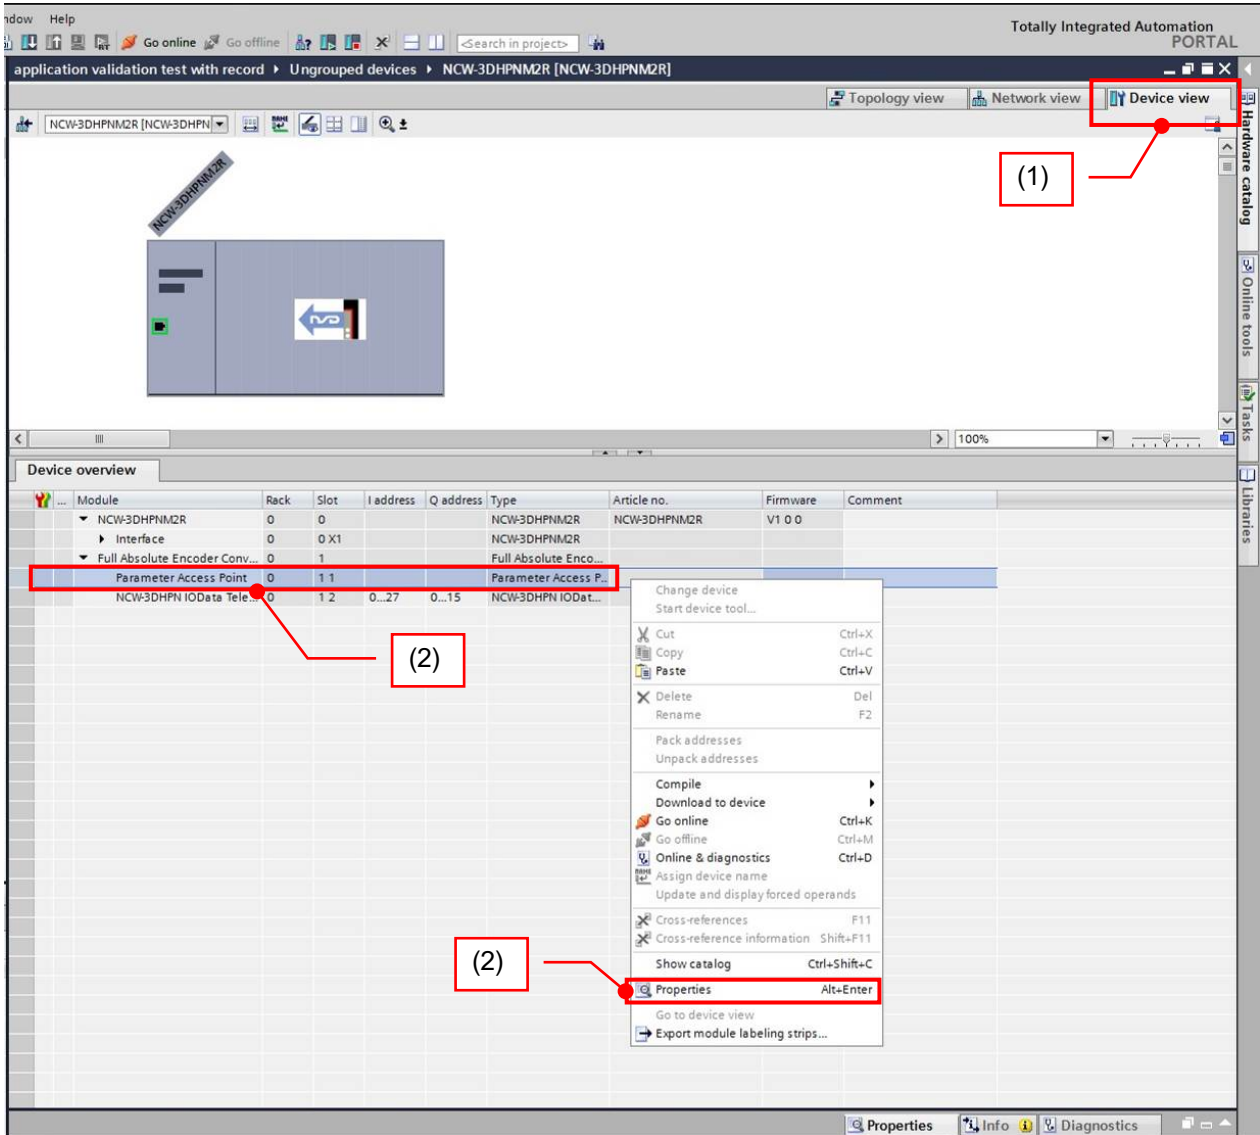 ndow Help
Totally Integrated Automation
PORTAL
Go online Go offline <Search in project>
application validation test with record ▸ Ungrouped devices ▸ NCW-3DHPNM2R [NCW-3DHPNM2R]
Topology view Network view Device view
NCW-3DHPNM2R [NCW-3DHPN
(1)
NCW-3DHPNM2R
NSD
100%
Device overview
... Module Rack Slot I address Q address Type Article no. Firmware Comment
NCW-3DHPNM2R 0 0 NCW-3DHPNM2R NCW-3DHPNM2R V1 0 0
Interface 0 0 X1 NCW-3DHPNM2R
Full Absolute Encoder Conv... 0 1 Full Absolute Enco...
Parameter Access Point 0 1 1 Parameter Access P...
NCW-3DHPN IOData Tele... 0 1 2 0...27 0...15 NCW-3DHPN IODat...
(2)
Change device
Start device tool...
Cut Ctrl+X
Copy Ctrl+C
Paste Ctrl+V
Delete Del
Rename F2
Pack addresses
Unpack addresses
Compile
Download to device
Go online Ctrl+K
Go offline Ctrl+M
Online & diagnostics Ctrl+D
Assign device name
Update and display forced operands
Cross-references F11
Cross-reference information Shift+F11
Show catalog Ctrl+Shift+C
Properties Alt+Enter
Go to device view
Export module labeling strips...
(2)
Properties Info Diagnostics
Hardware catalog
Online tools
Tasks
Libraries